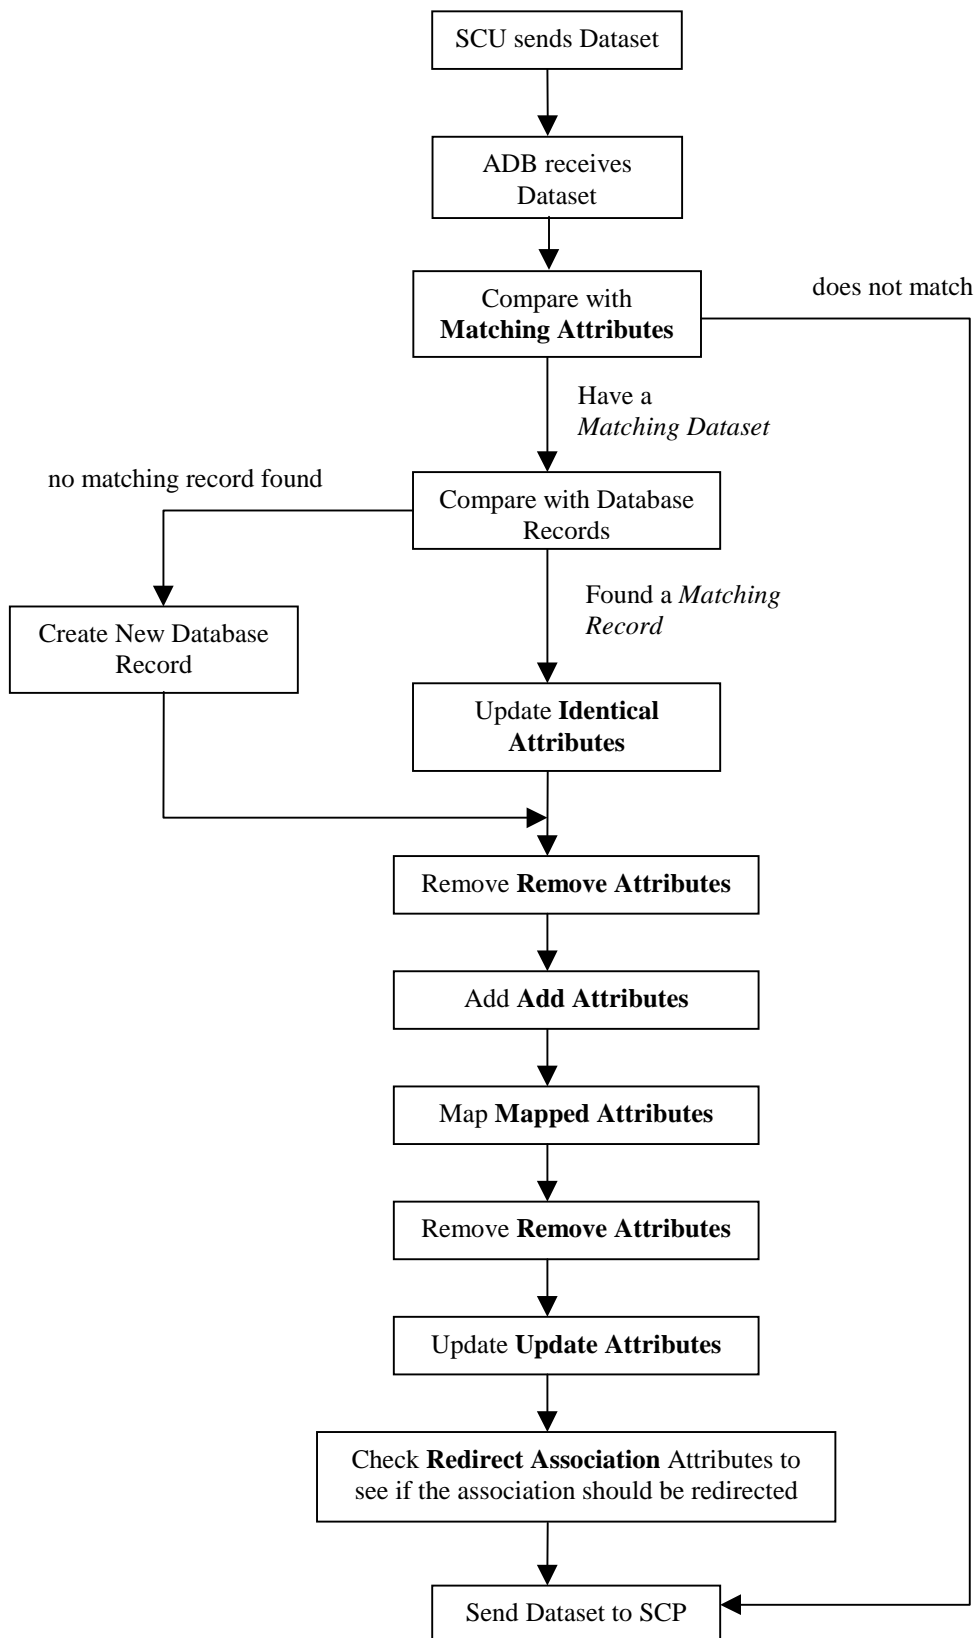 SCU sends Dataset
ADB receives
Dataset
Compare with
Matching Attributes
does not match
Have a
Matching Dataset
no matching record found
Compare with Database
Records
Found a Matching
Record
Create New Database
Record
Update Identical
Attributes
Remove Remove Attributes
Add Add Attributes
Map Mapped Attributes
Remove Remove Attributes
Update Update Attributes
Check Redirect Association Attributes to
see if the association should be redirected
Send Dataset to SCP